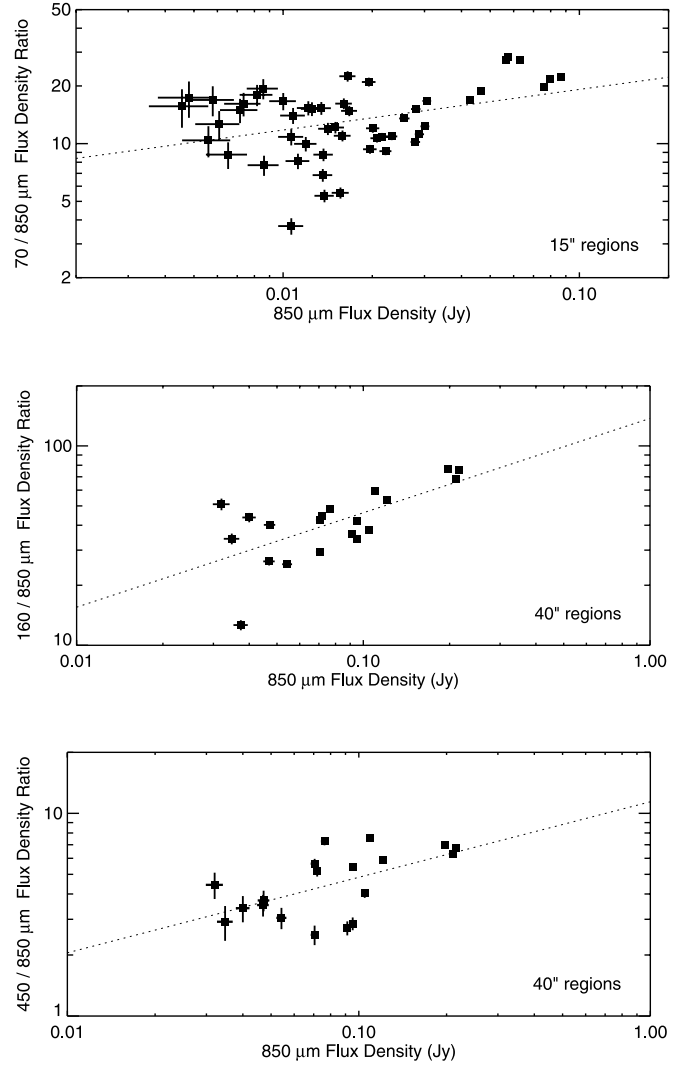 50
20
10
5
2
70 / 850 μm Flux Density Ratio
15" regions
0.01
0.10
850 μm Flux Density (Jy)
100
10
160 / 850 μm Flux Density Ratio
40" regions
0.01
0.10
1.00
850 μm Flux Density (Jy)
10
1
450 / 850 μm Flux Density Ratio
40" regions
0.01
0.10
1.00
850 μm Flux Density (Jy)